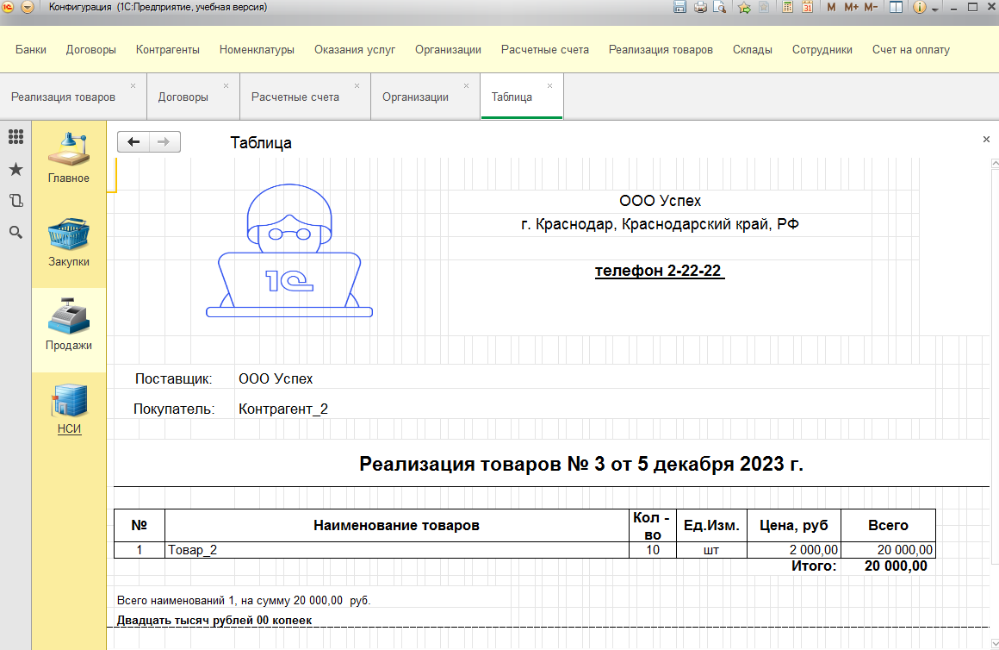 Конфигурация (1С:Предприятие, учебная версия)
31 M M+ M-
Банки Договоры Контрагенты Номенклатуры Оказания услуг Организации Расчетные счета Реализация товаров Склады Сотрудники Счет на оплату
Реализация товаров Договоры Расчетные счета Организации Таблица
Таблица
Главное
Закупки
Продажи
НСИ
1С
ООО Успех
г. Краснодар, Краснодарский край, РФ
телефон 2-22-22
Поставщик: ООО Успех
Покупатель: Контрагент_2
Реализация товаров № 3 от 5 декабря 2023 г.
№ Наименование товаров Кол - во Ед.Изм. Цена, руб Всего
1 Товар_2 10 шт 2 000,00 20 000,00
Итого: 20 000,00
Всего наименований 1, на сумму 20 000,00 руб.
Двадцать тысяч рублей 00 копеек